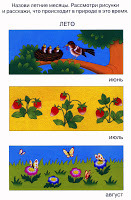 Назови летние месяцы. Рассмотри рисунки
и расскажи, что происходит в природе в это время.
ЛЕТО
июнь
июль
август